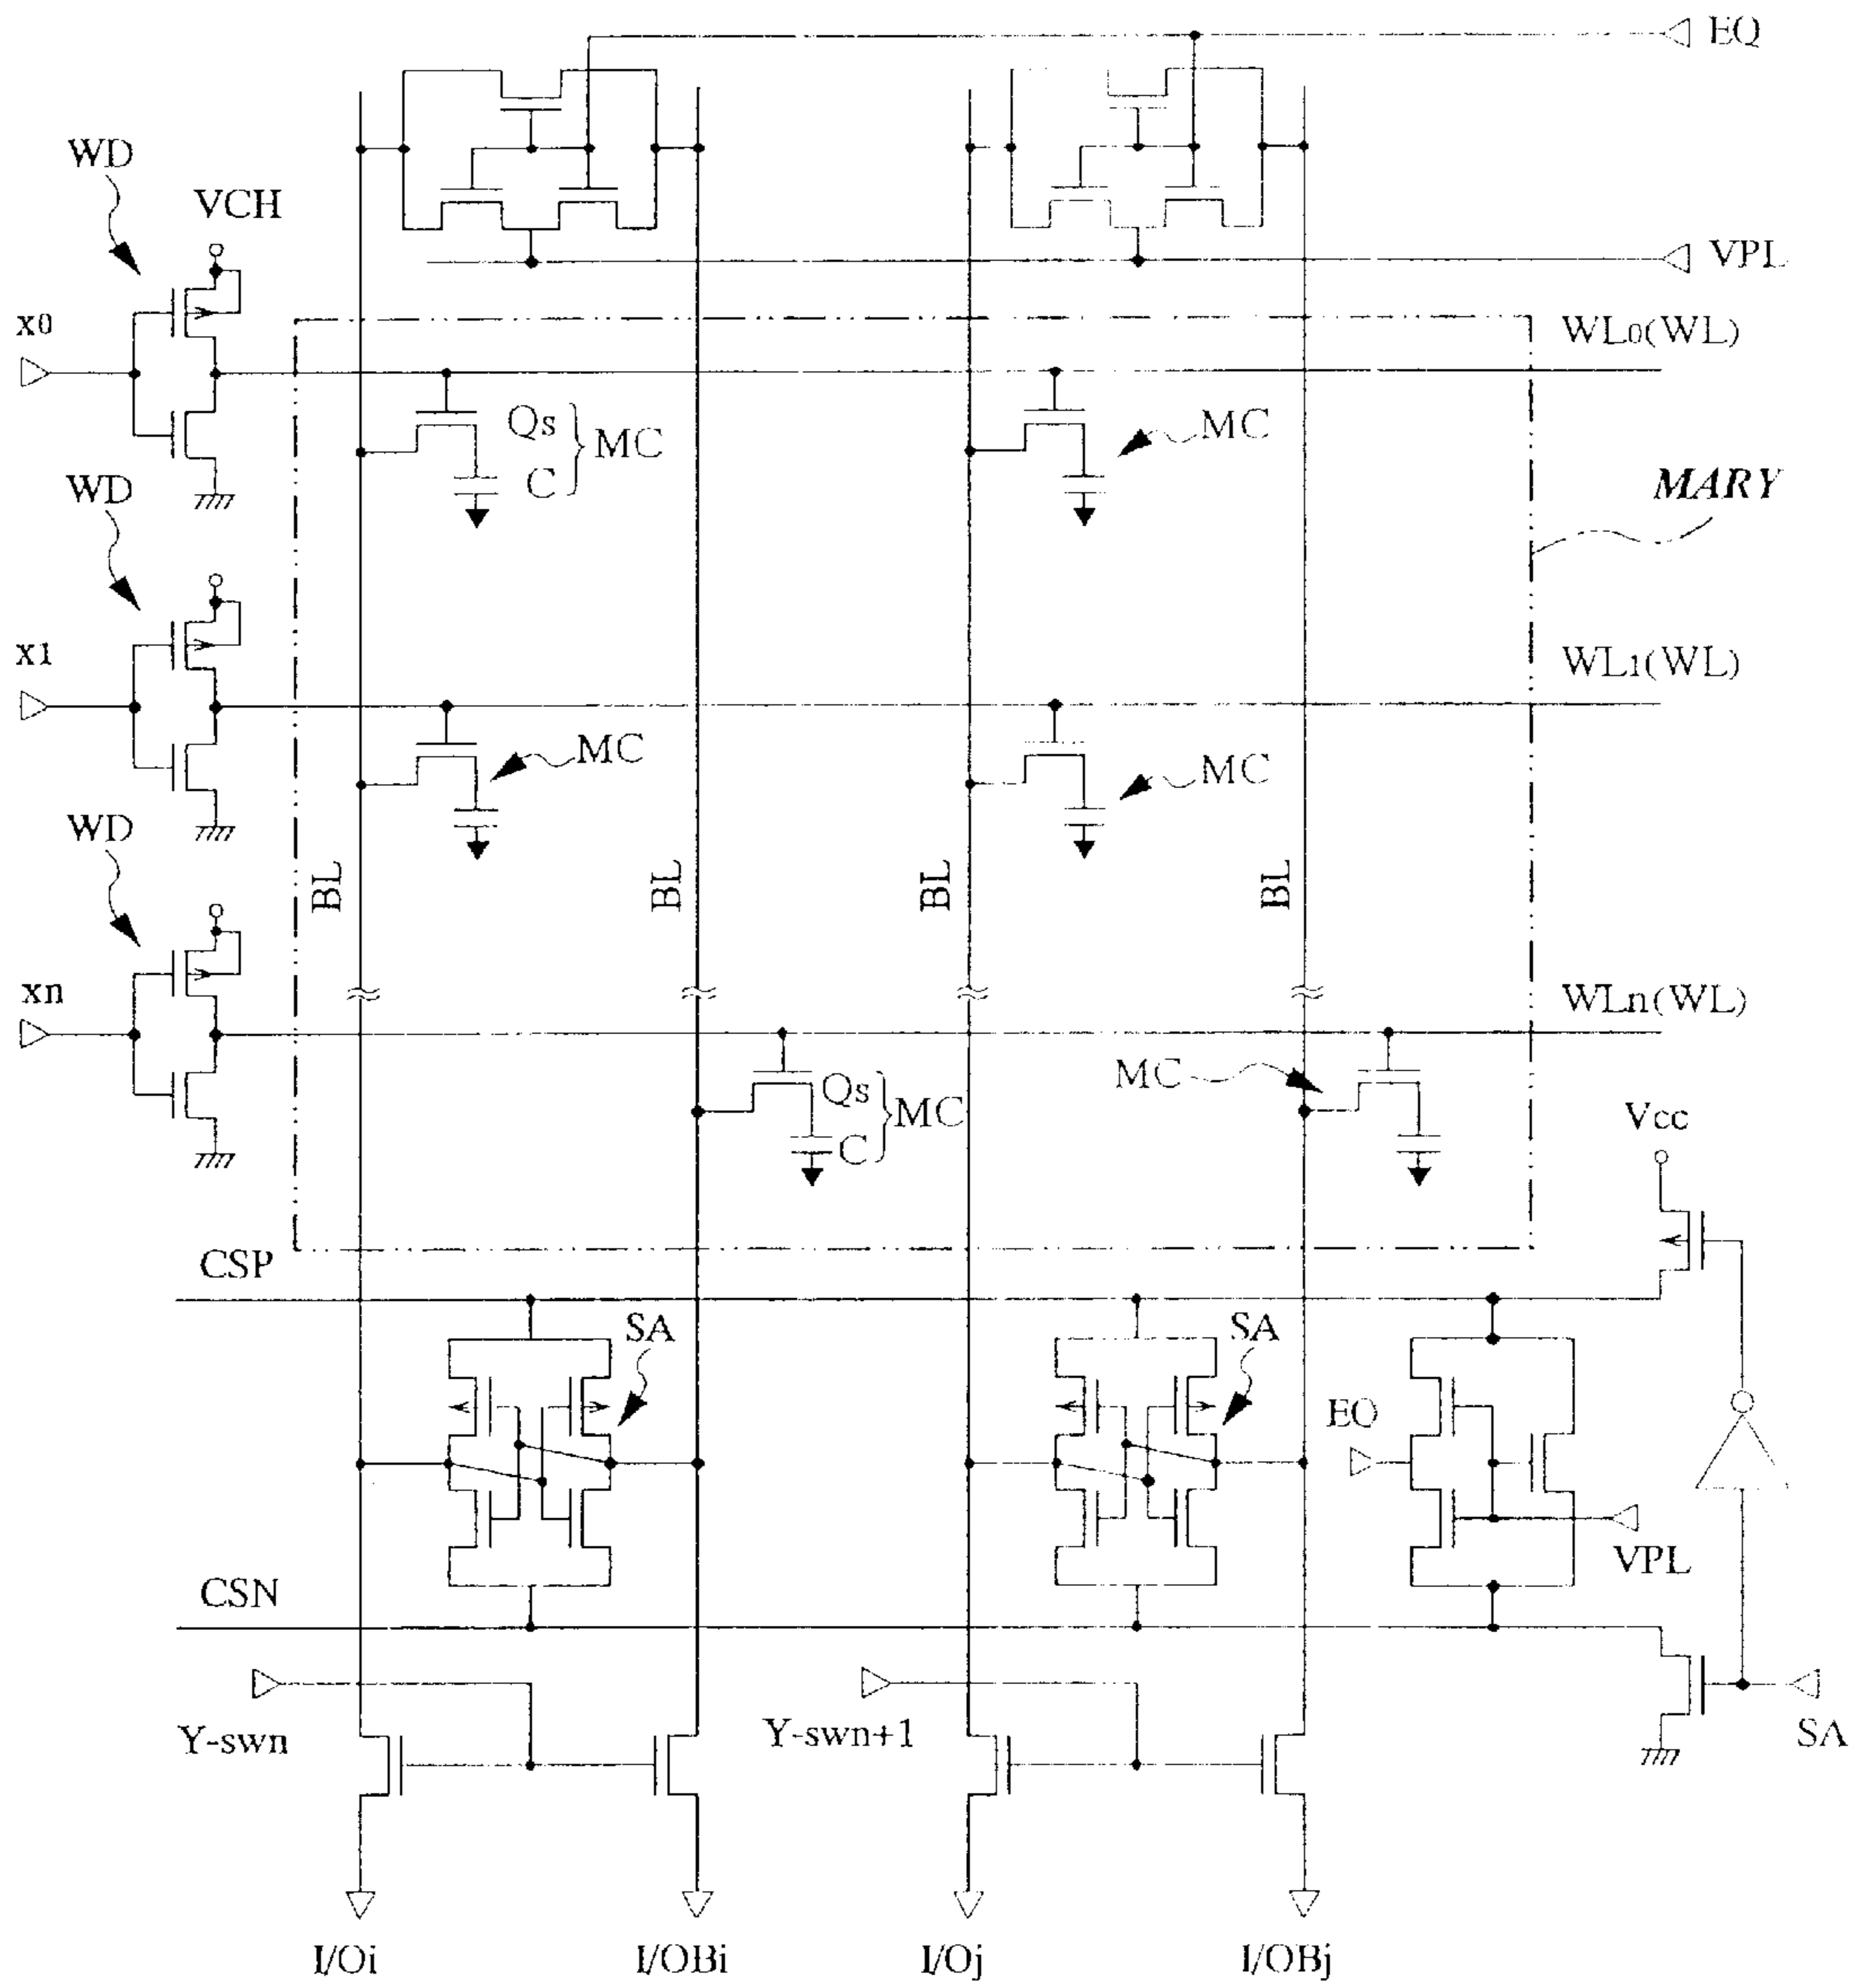 EQ
WD
VCH
VPL
x0
WL0(WL)
Qs
C
MC
MC
WD
MARY
x1
WL1(WL)
MC
MC
WD
BL
BL
BL
BL
xn
WLn(WL)
Qs
C
MC
MC
Vcc
CSP
SA
SA
EQ
VPL
CSN
Y-swn
Y-swn+1
SA
I/Oi
I/OBi
I/Oj
I/OBj